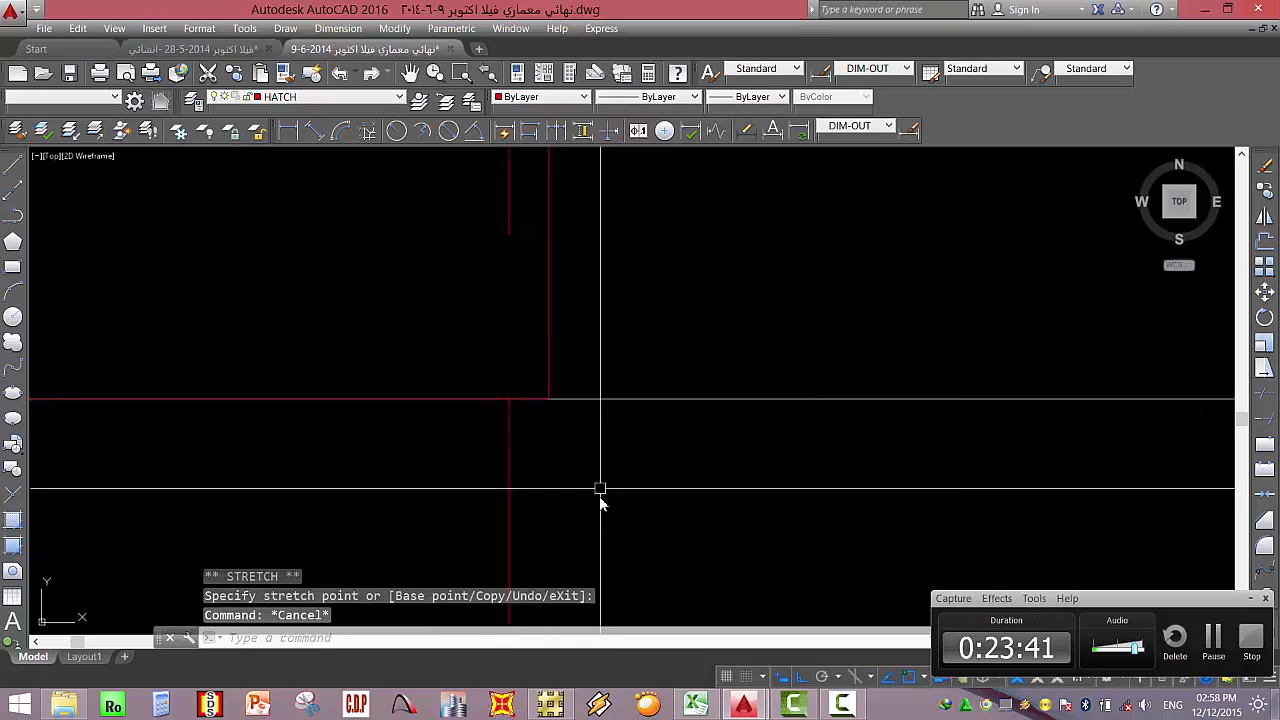 Autodesk AutoCAD 2016
نهائي معماري فيلا اكتوبر ٩-٦-٢٠١٤.dwg
Type a keyword or phrase
Sign In
File
Edit
View
Insert
Format
Tools
Draw
Dimension
Modify
Parametric
Window
Help
Express
Start
فيلا اكتوبر 2014-5-28- انشائي*
نهائي معماري فيلا اكتوبر 2014-6-9*
Standard
DIM-OUT
Standard
Standard
HATCH
ByLayer
ByLayer
ByLayer
ByColor
DIM-OUT
[−][Top][2D Wireframe]
N
W
TOP
E
S
WCS
** STRETCH **
Specify stretch point or [Base point/Copy/Undo/eXit]:
Command: *Cancel*
Type a command
Y
X
Model
Layout1
Capture
Effects
Tools
Help
Duration
0:23:41
Audio
Delete
Pause
Stop
Ro
SDS
C.D.P
ENG
02:58 PM
12/12/2015